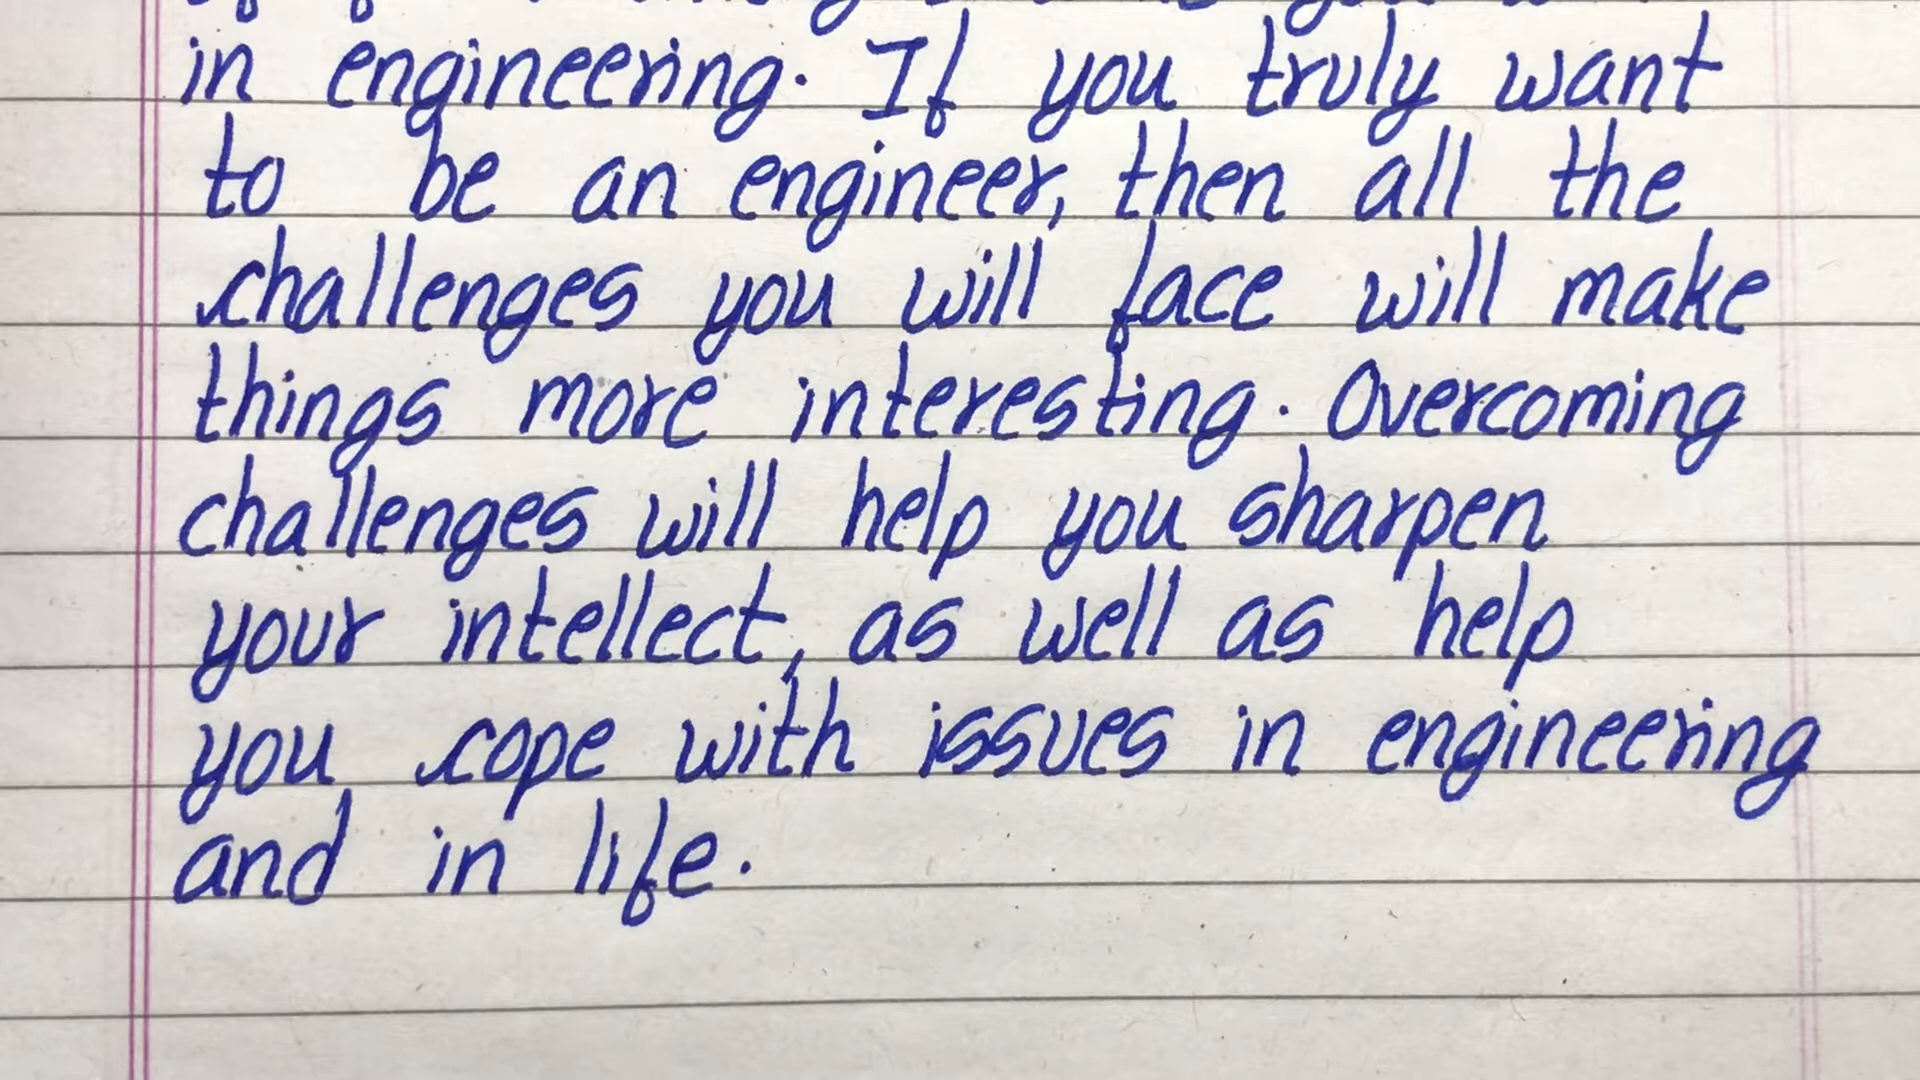 in engineering. If you truly want
to be an engineer, then all the
challenges you will face will make
things more interesting. Overcoming
challenges will help you sharpen
your intellect, as well as help
you cope with issues in engineering
and in life.